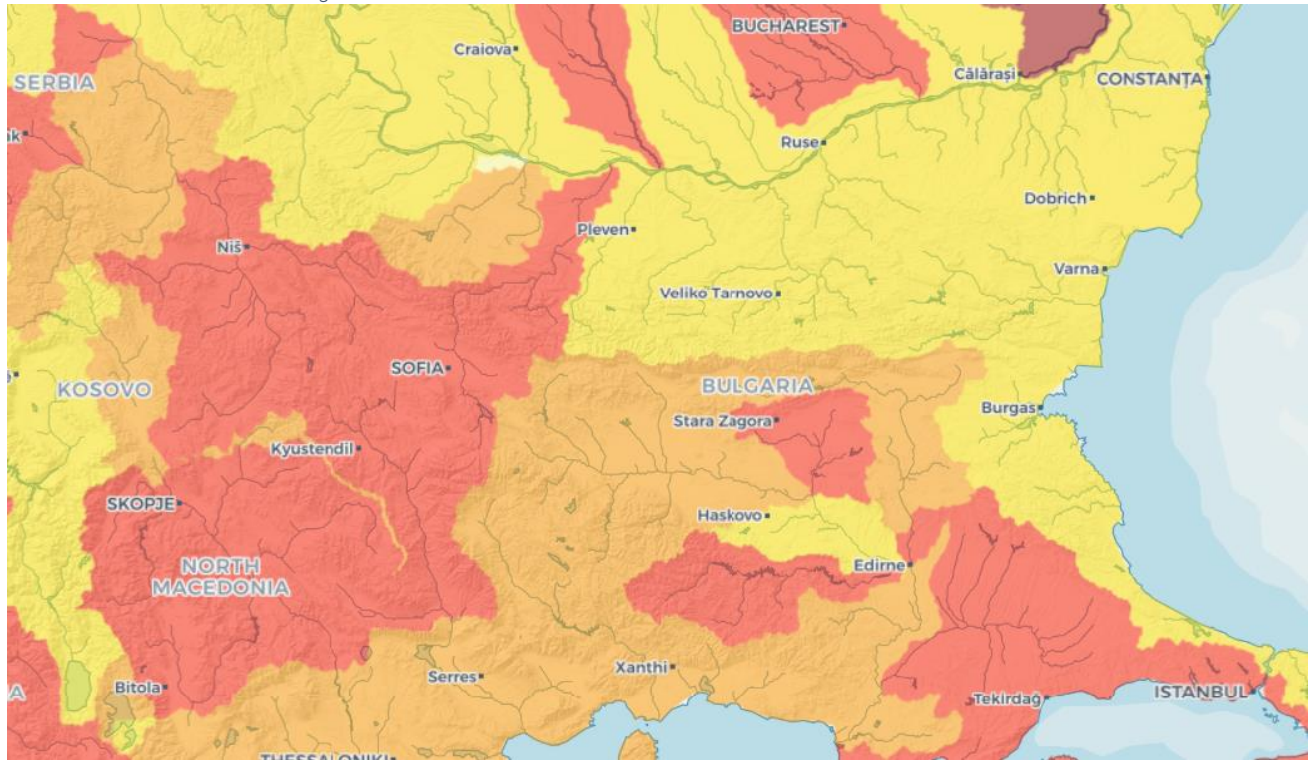 BUCHAREST
Craiova
Călărași
CONSTANȚA
SERBIA
Ruse
Dobrich
Pleven
Niš
Varna
Veliko Tarnovo
SOFIA
KOSOVO
BULGARIA
Burgas
Stara Zagora
Kyustendil
SKOPJE
Haskovo
NORTH
MACEDONIA
Edirne
Xanthi
Serres
Bitola
Tekirdağ
ISTANBUL
THESSALONIKI